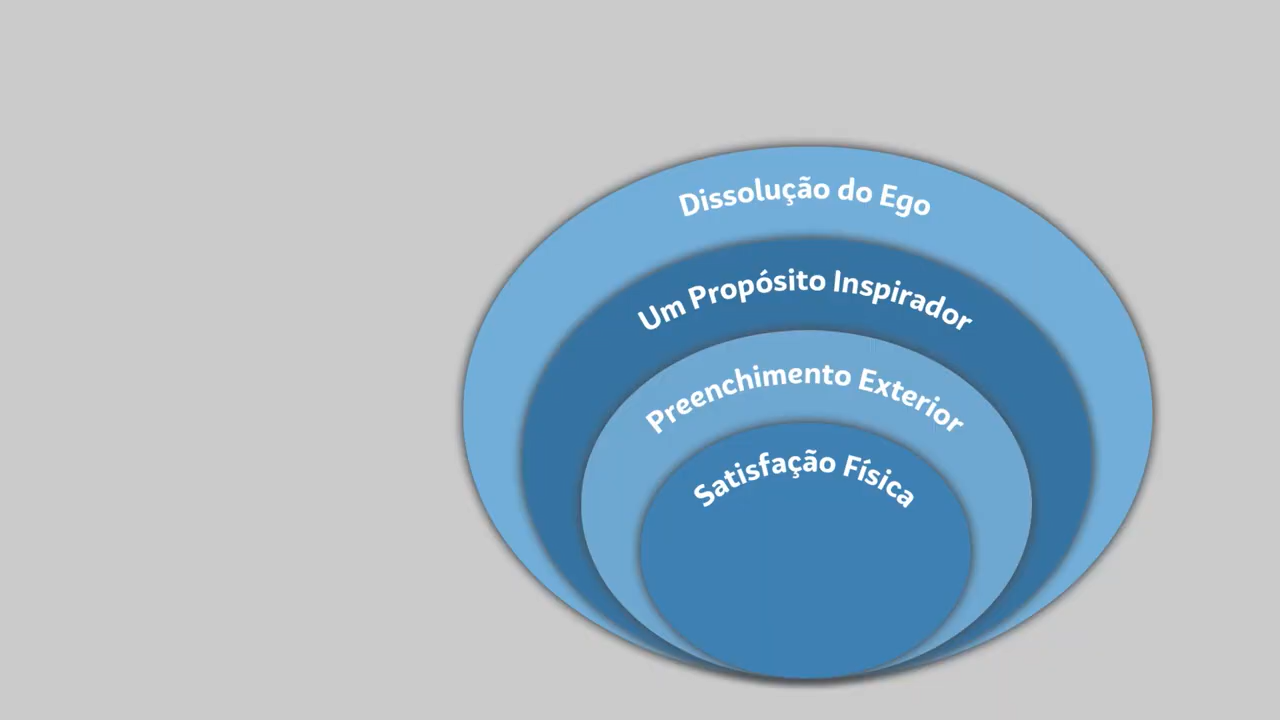 Dissolução do Ego
Um Propósito Inspirador
Preenchimento Exterior
Satisfação Física